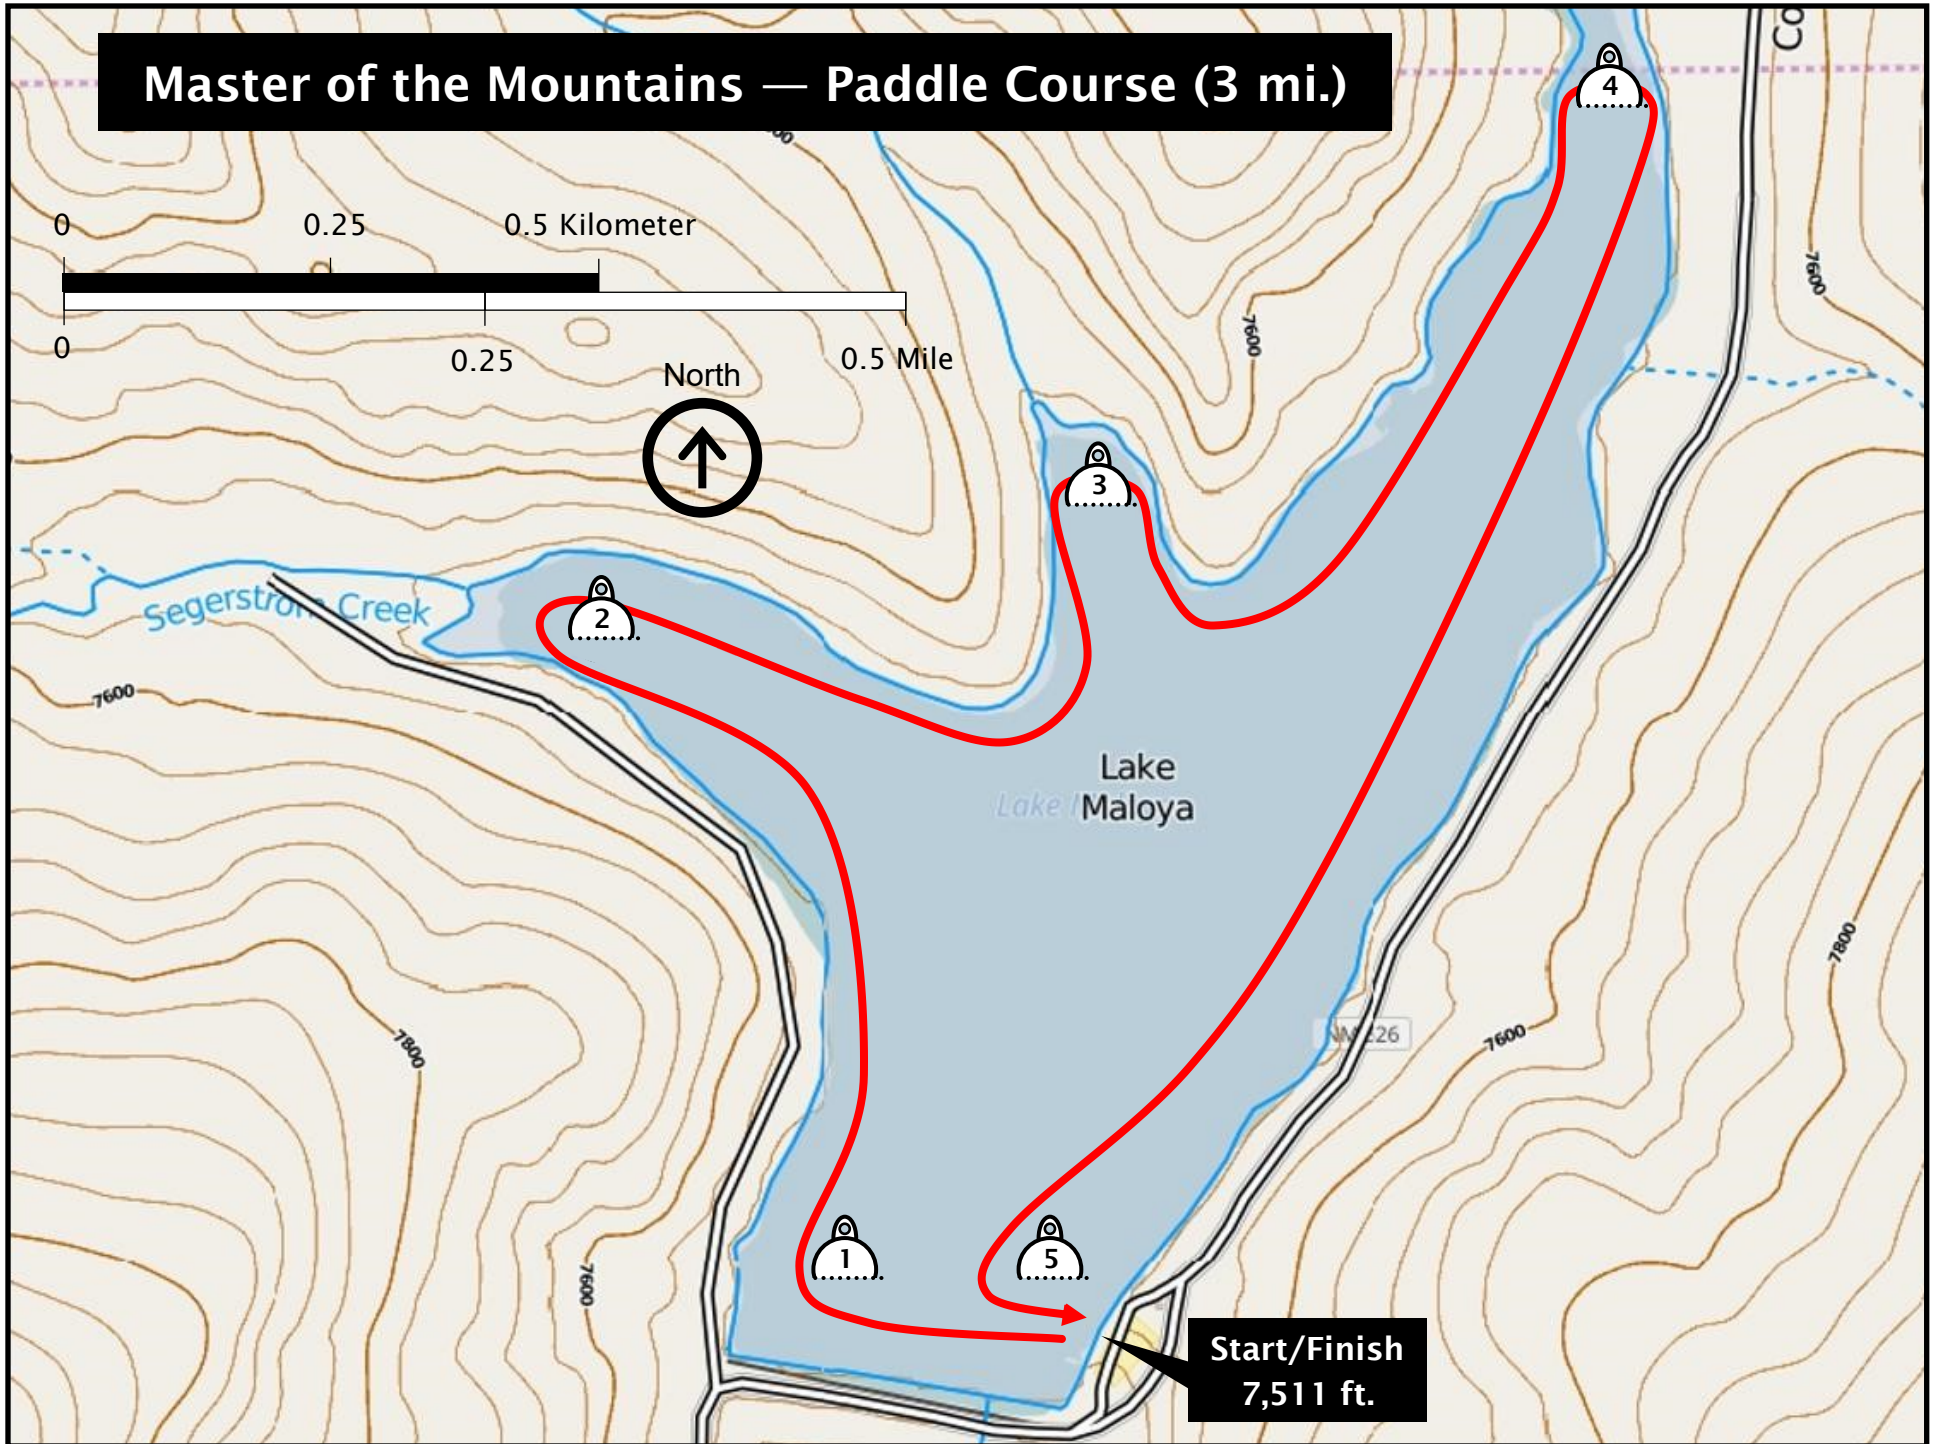 Master of the Mountains — Paddle Course (3 mi.)
Co
4
0 0.25 0.5 Kilometer
0 0.25 0.5 Mile
7600
7600
North
3
2
Segerstrom Creek
7600
Lake
Maloya
Lake
7800
7800
NM 526
7600
1
5
7600
Start/Finish
7,511 ft.